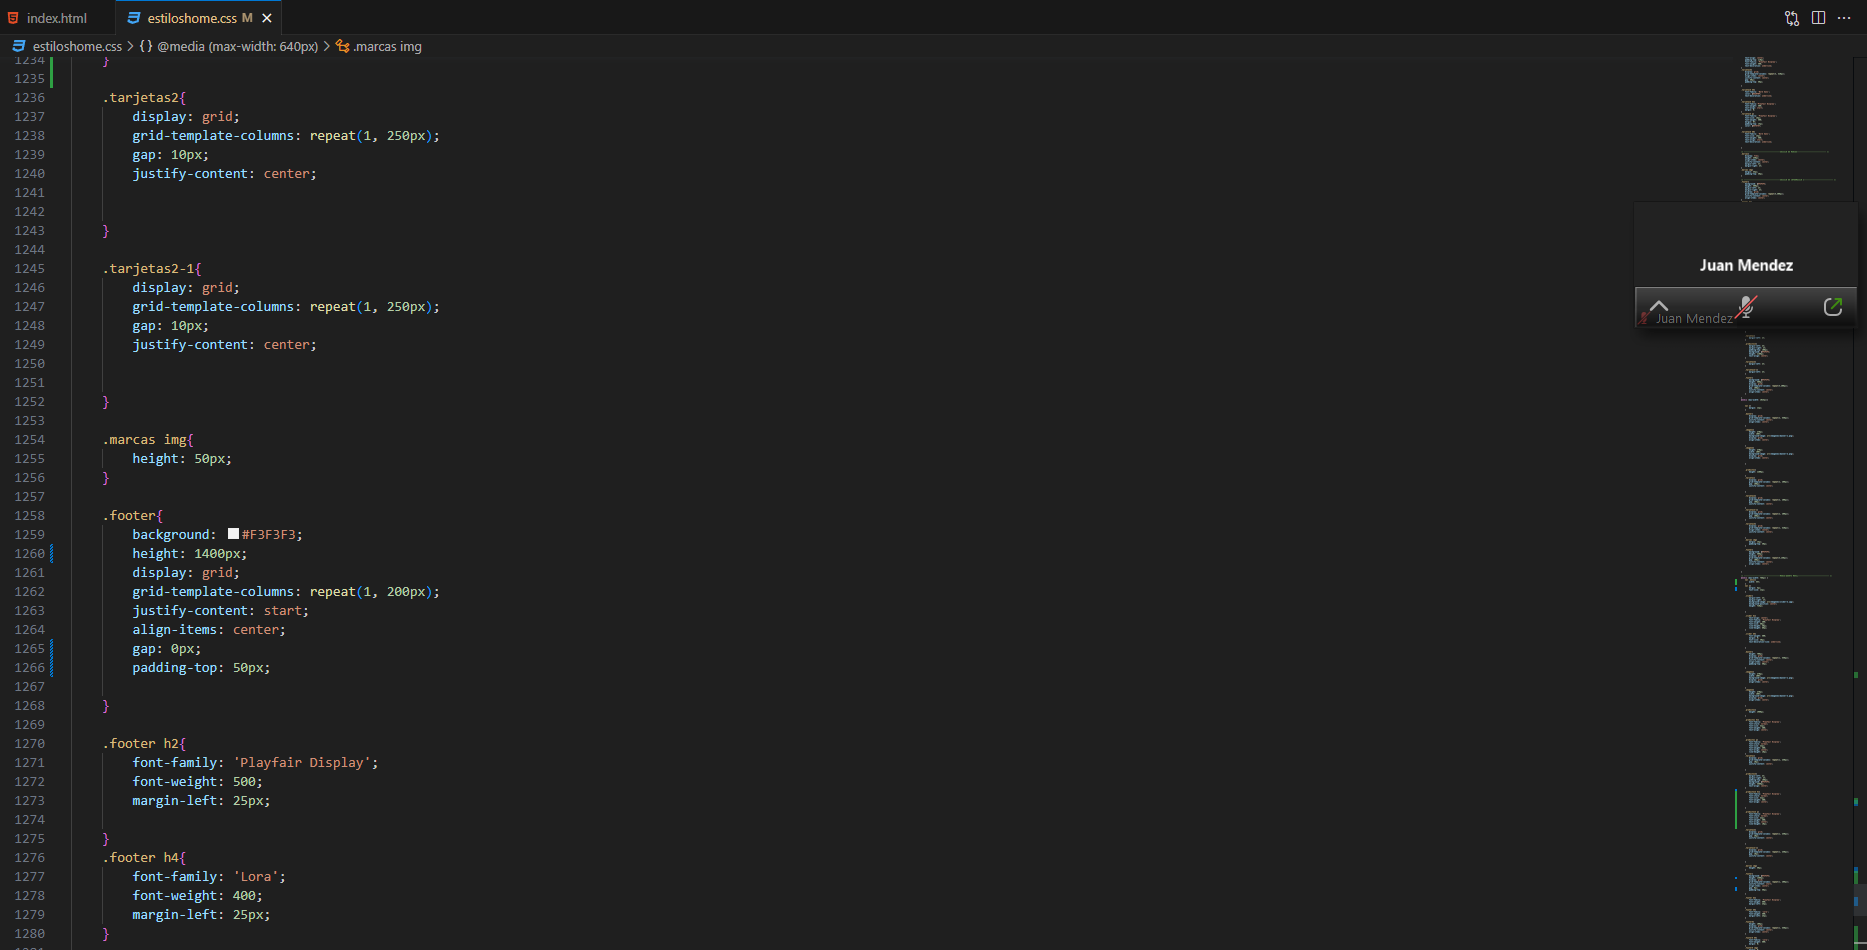 index.html
estiloshome.css M
estiloshome.css > {} @media (max-width: 640px) > .marcas img
1234 }
1235
1236 .tarjetas2{
1237 display: grid;
1238 grid-template-columns: repeat(1, 250px);
1239 gap: 10px;
1240 justify-content: center;
1241
1242
1243 }
1244
1245 .tarjetas2-1{
1246 display: grid;
1247 grid-template-columns: repeat(1, 250px);
1248 gap: 10px;
1249 justify-content: center;
1250
1251
1252 }
1253
1254 .marcas img{
1255 height: 50px;
1256 }
1257
1258 .footer{
1259 background: #F3F3F3;
1260 height: 1400px;
1261 display: grid;
1262 grid-template-columns: repeat(1, 200px);
1263 justify-content: start;
1264 align-items: center;
1265 gap: 0px;
1266 padding-top: 50px;
1267
1268 }
1269
1270 .footer h2{
1271 font-family: 'Playfair Display';
1272 font-weight: 500;
1273 margin-left: 25px;
1274
1275 }
1276 .footer h4{
1277 font-family: 'Lora';
1278 font-weight: 400;
1279 margin-left: 25px;
1280 }
Juan Mendez
Juan Mendez